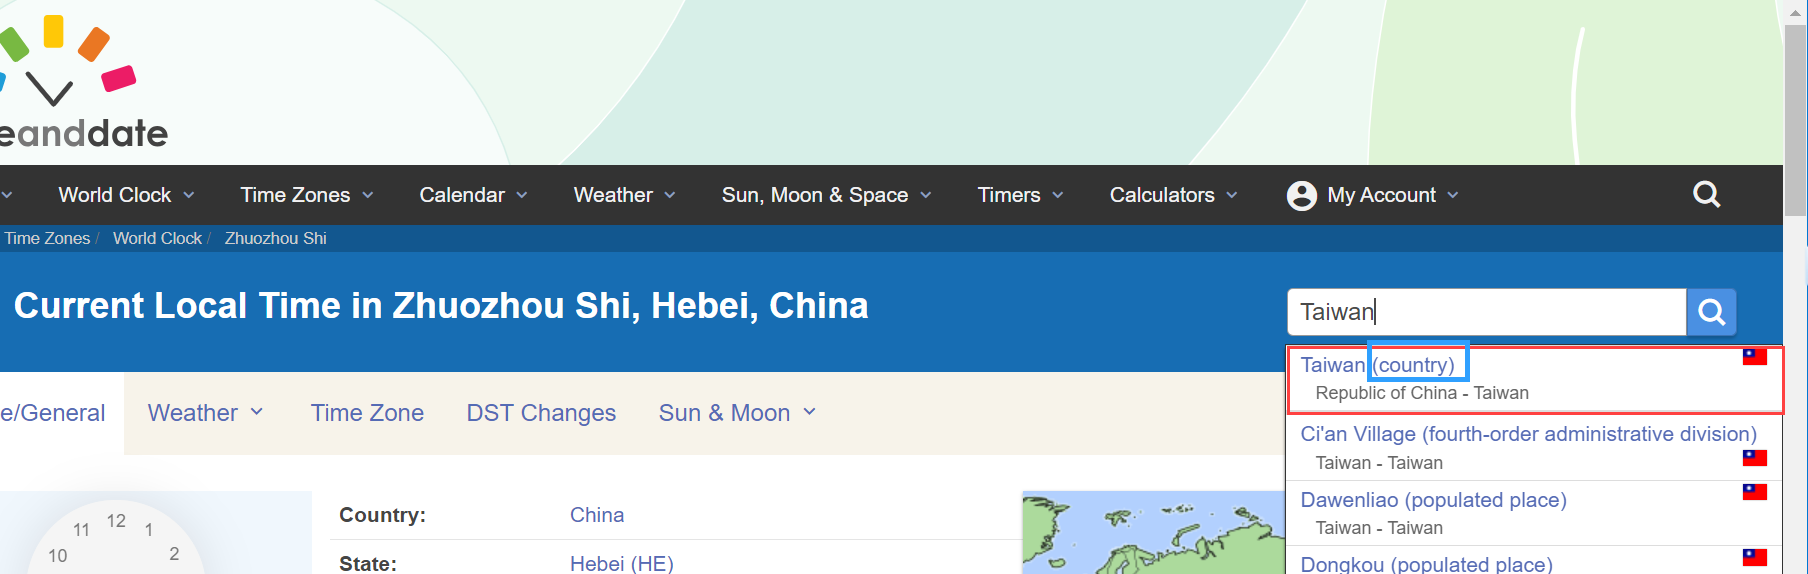 eanddate
World Clock
Time Zones
Calendar
Weather
Sun, Moon & Space
Timers
Calculators
My Account
Time Zones / World Clock / Zhuozhou Shi
Current Local Time in Zhuozhou Shi, Hebei, China
Taiwan
Taiwan (country)
Republic of China - Taiwan
Ci'an Village (fourth-order administrative division)
Taiwan - Taiwan
Dawenliao (populated place)
Taiwan - Taiwan
Dongkou (populated place)
e/General
Weather
Time Zone
DST Changes
Sun & Moon
10
11
12
1
2
Country: China
State: Hebei (HE)